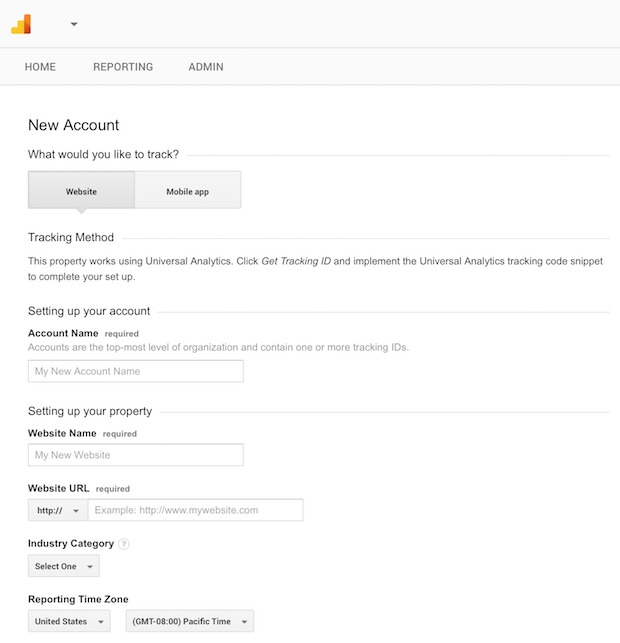 HOME REPORTING ADMIN
New Account
What would you like to track?
Website Mobile app
Tracking Method
This property works using Universal Analytics. Click Get Tracking ID and implement the Universal Analytics tracking code snippet
to complete your set up.
Setting up your account
Account Name required
Accounts are the top-most level of organization and contain one or more tracking IDs.
My New Account Name
Setting up your property
Website Name required
My New Website
Website URL required
http:// Example: http://www.mywebsite.com
Industry Category ?
Select One
Reporting Time Zone
United States (GMT-08:00) Pacific Time